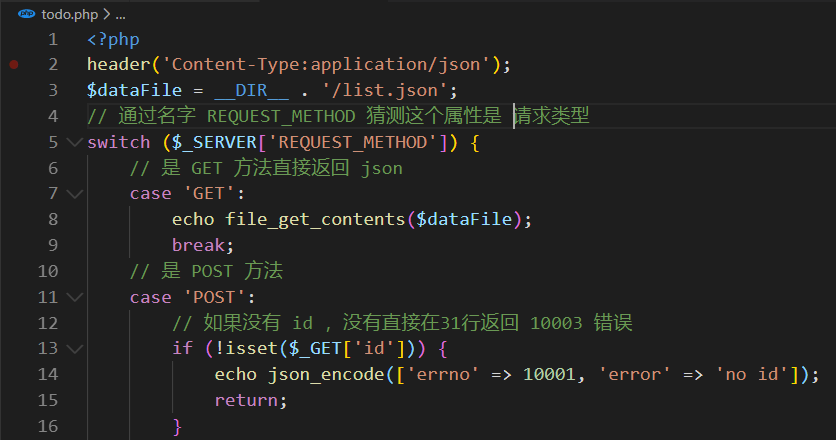 php todo.php > ...
1 <?php
2 header('Content-Type:application/json');
3 $dataFile = __DIR__ . '/list.json';
4 // 通过名字 REQUEST_METHOD 猜测这个属性是 请求类型
5 switch ($_SERVER['REQUEST_METHOD']) {
6     // 是 GET 方法直接返回 json
7     case 'GET':
8         echo file_get_contents($dataFile);
9         break;
10     // 是 POST 方法
11     case 'POST':
12         // 如果没有 id ，没有直接在31行返回 10003 错误
13         if (!isset($_GET['id'])) {
14             echo json_encode(['errno' => 10001, 'error' => 'no id']);
15             return;
16         }